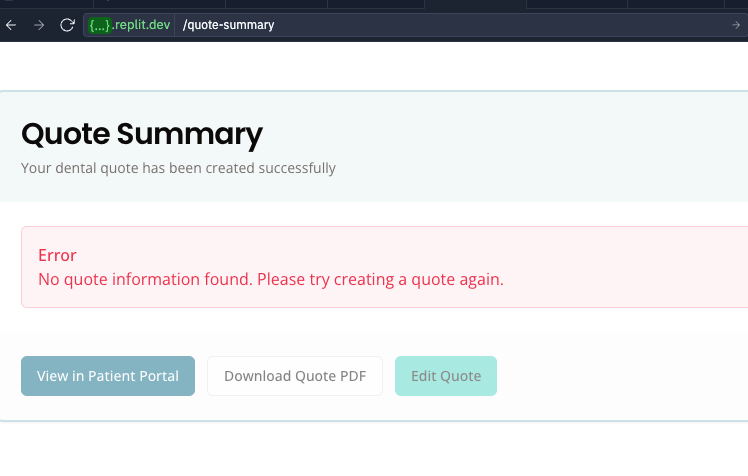 {...}.replit.dev /quote-summary
Quote Summary
Your dental quote has been created successfully
Error
No quote information found. Please try creating a quote again.
View in Patient Portal Download Quote PDF Edit Quote